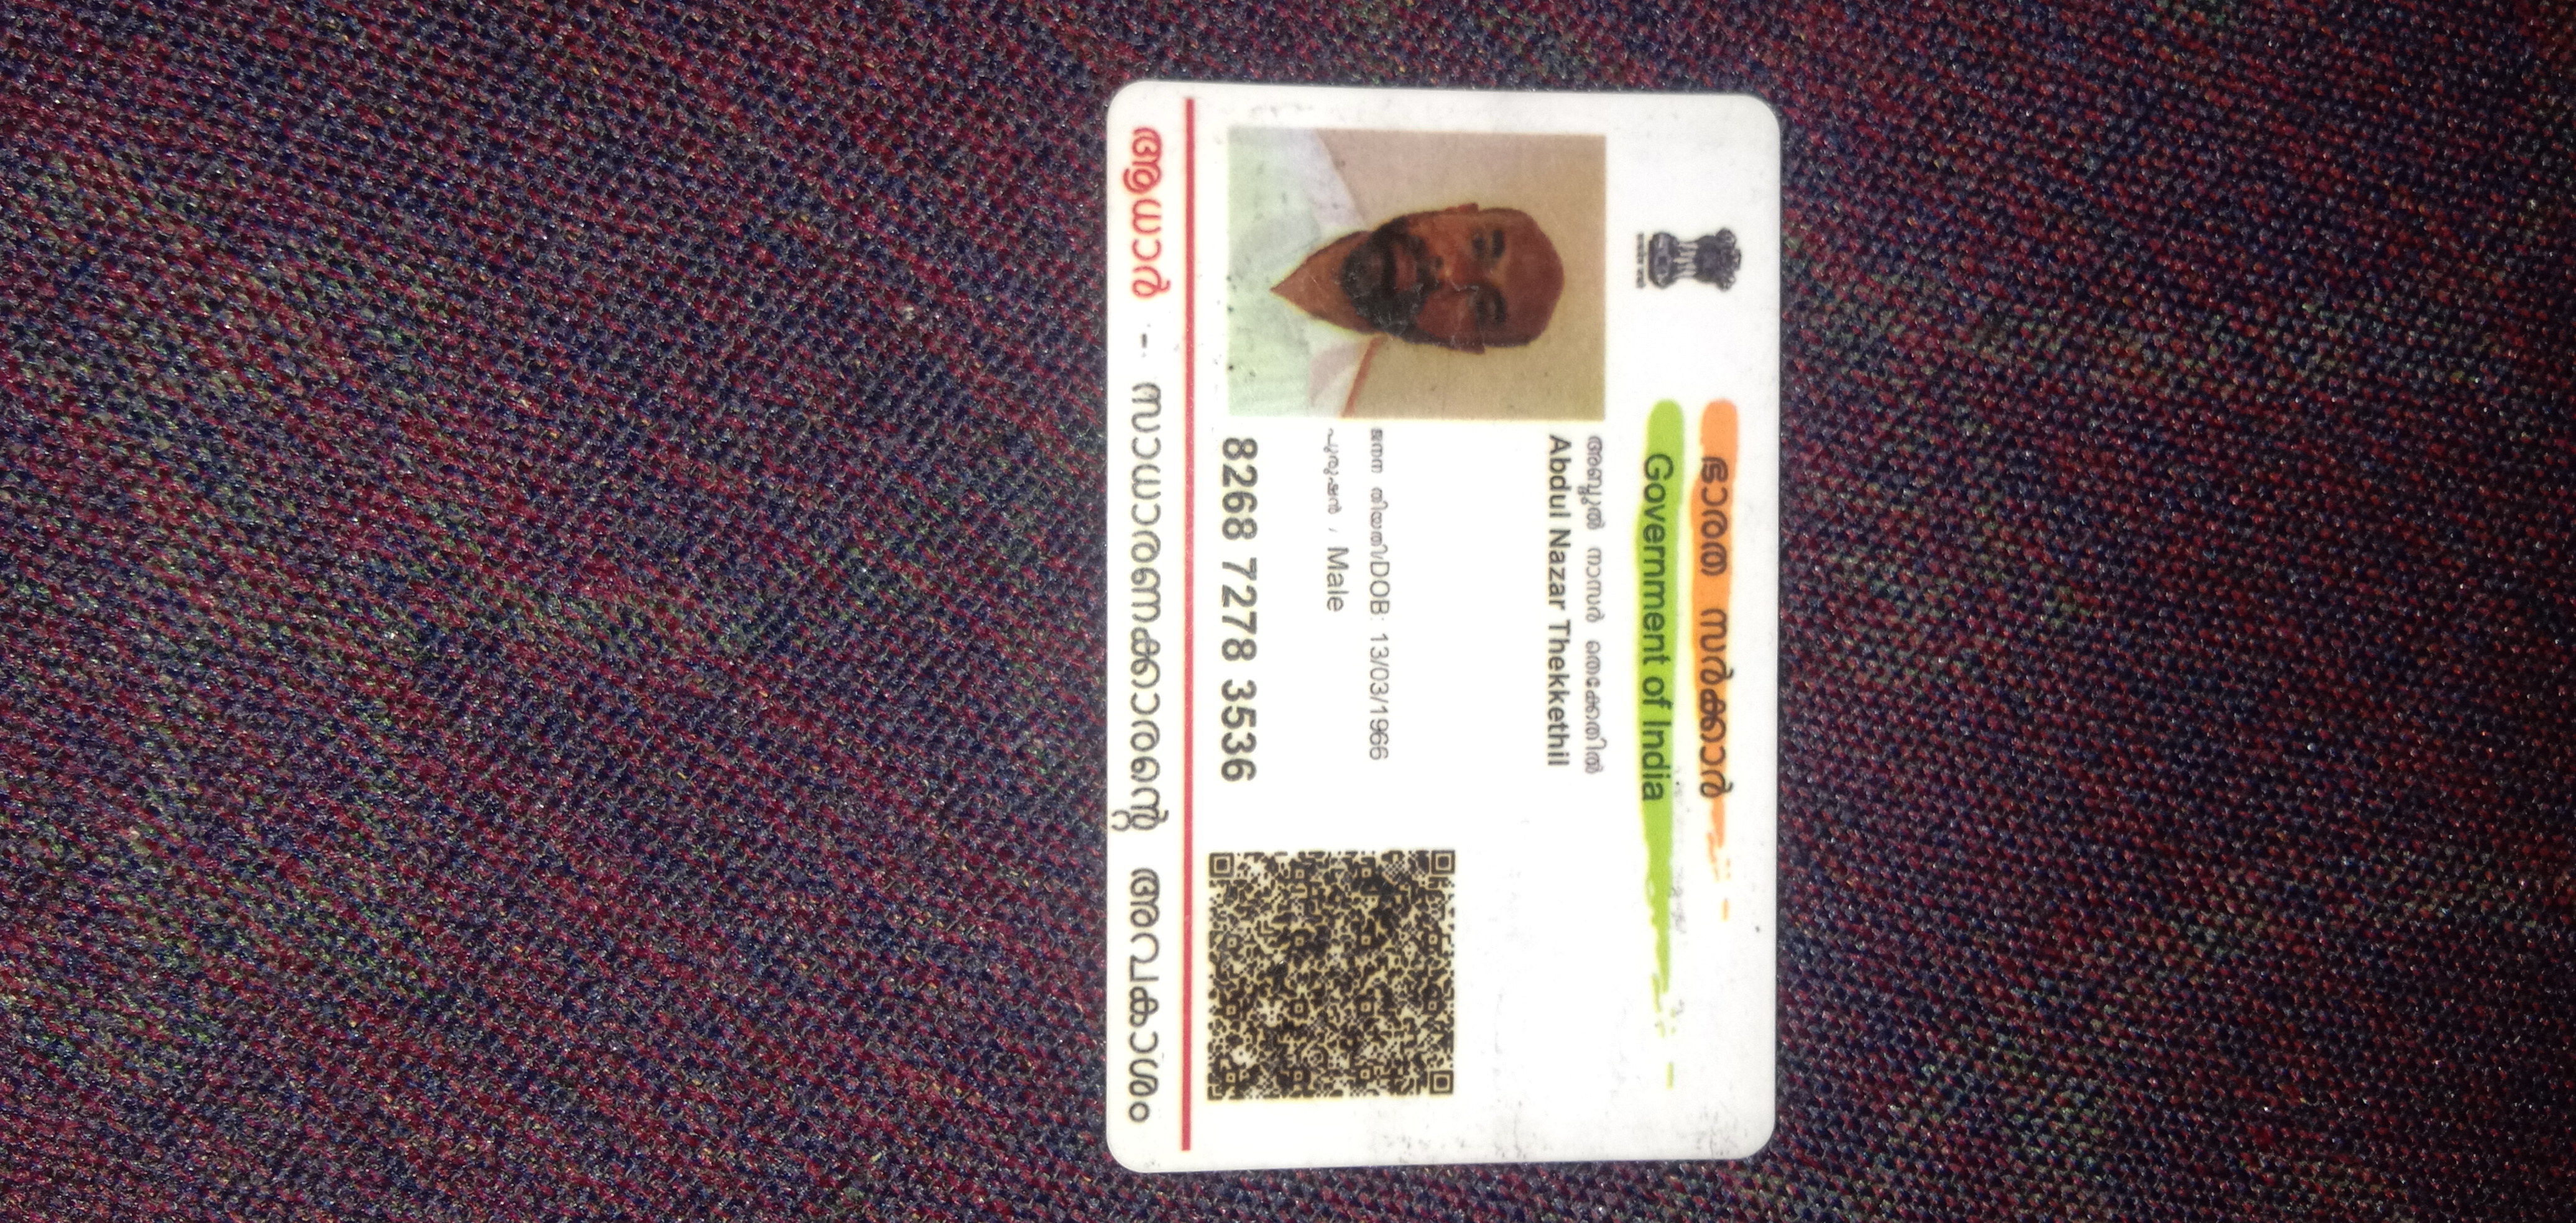 ഭാരത സർക്കാർ
Government of India
അബ്ദുൽ നാസർ തെക്കേതിൽ
Abdul Nazar Thekkethil
ജനന തിയതി/DOB: 13/03/1966
പുരുഷൻ / Male
8268 7278 3536
ആധാർ - സാധാരണക്കാരന്റെ അവകാശം